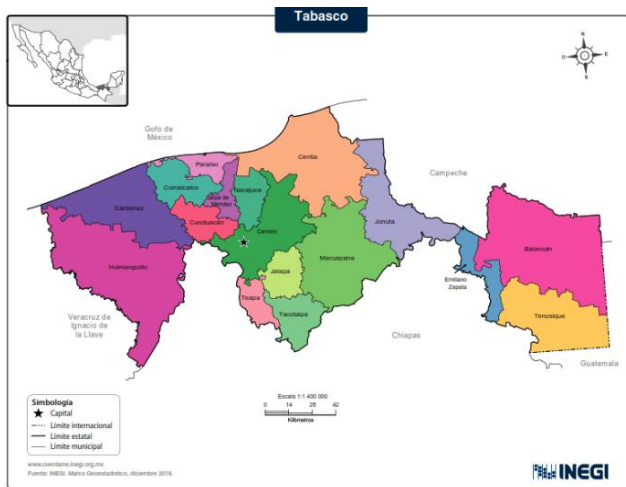 Tabasco
N
O
E
S
Gofo de
México
Paraíso
Centla
Comalcalco
Nacajuca
Jalpa de
Méndez
Cárdenas
Cunduacán
Centro
Jonuta
Campeche
Balancán
Macuspana
Huimanguillo
Jalapa
Emiliano
Zapata
Teapa
Tacotalpa
Tenosique
Veracruz de
Ignacio de
la Llave
Chiapas
Guatemala
Escala 1:1 400 000
0 14 28 42
Kilómetros
Simbología
Capital
Límite internacional
Límite estatal
Límite municipal
www.cuentame.inegi.org.mx
Fuente: INEGI. Marco Geoestadístico, diciembre 2018.
INEGI